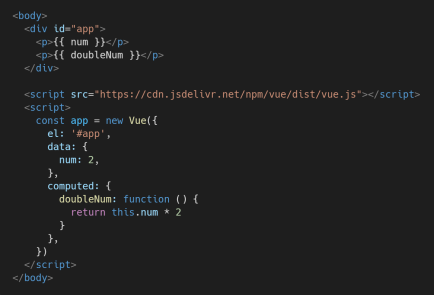 <body>
  <div id="app">
    <p>{{ num }}</p>
    <p>{{ doubleNum }}</p>
  </div>

  <script src="https://cdn.jsdelivr.net/npm/vue/dist/vue.js"></script>
  <script>
    const app = new Vue({
      el: '#app',
      data: {
        num: 2,
      },
      computed: {
        doubleNum: function () {
          return this.num * 2
        }
      },
    })
  </script>
</body>